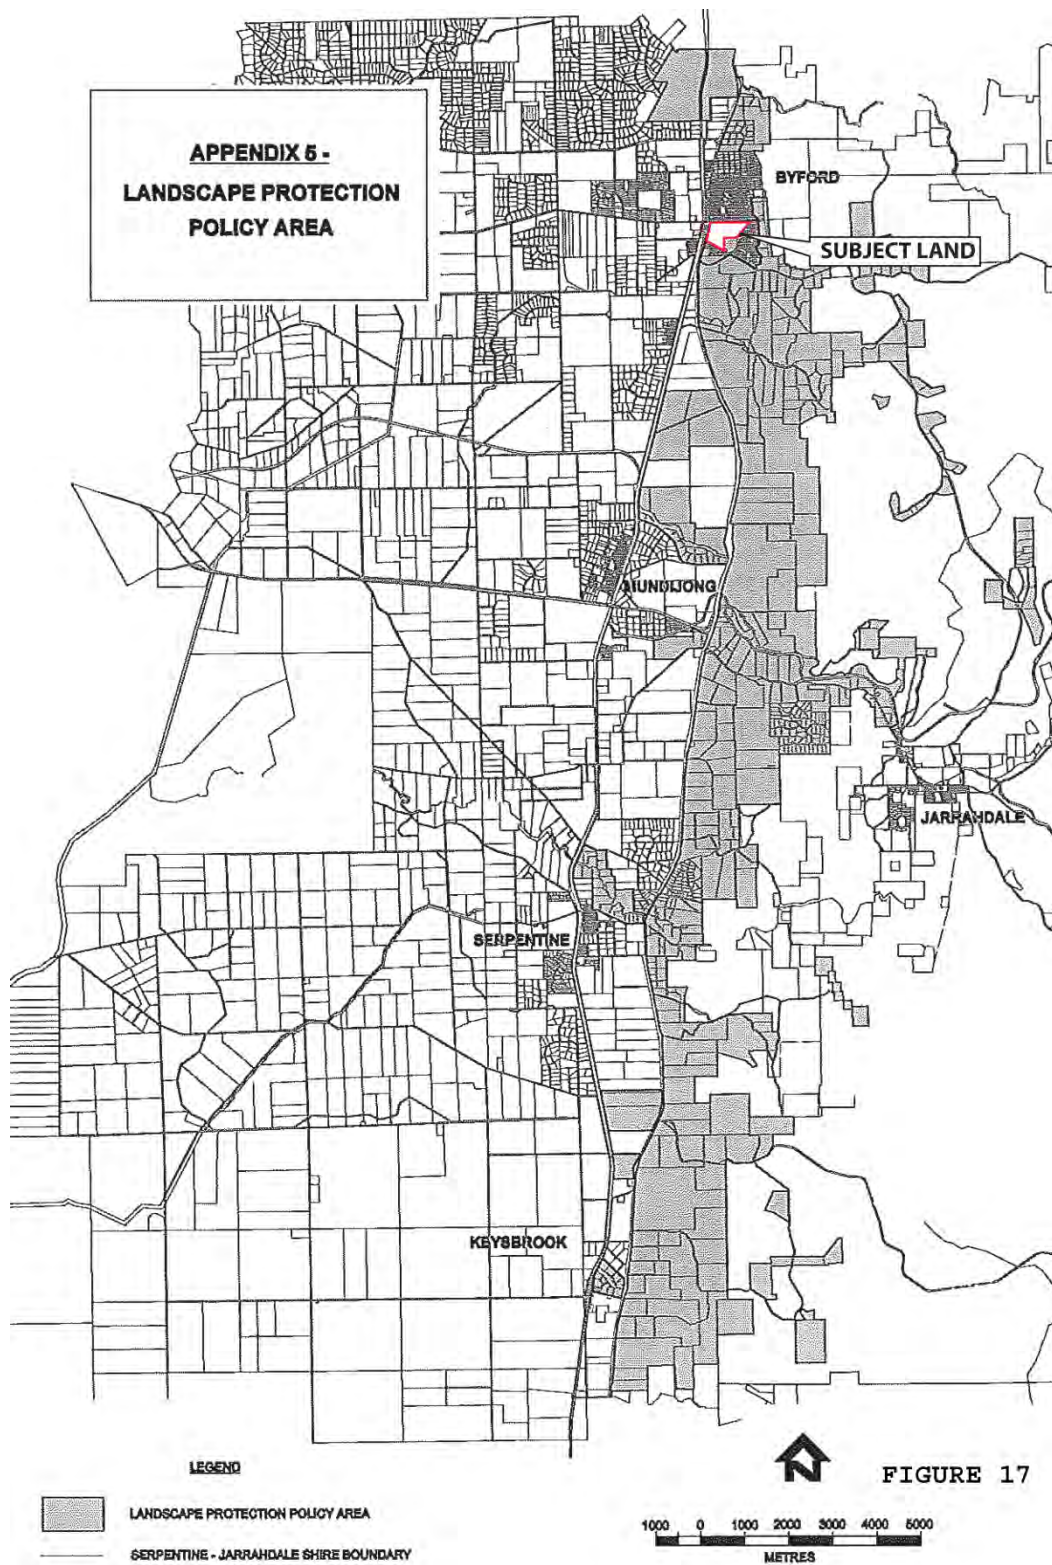 APPENDIX 5 -
LANDSCAPE PROTECTION
POLICY AREA
BYFORD
SUBJECT LAND
MUNDIJONG
JARRAHDALE
SERPENTINE
KEYSBROOK
LEGEND
LANDSCAPE PROTECTION POLICY AREA
SERPENTINE - JARRAHDALE SHIRE BOUNDARY
N
FIGURE 17
1000 0 1000 2000 3000 4000 5000
METRES